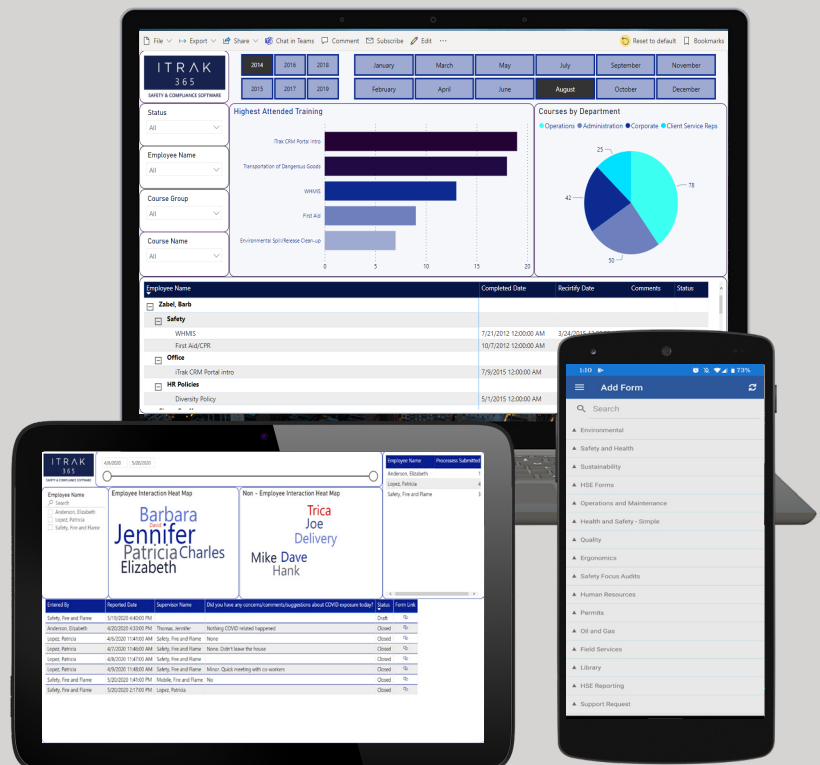 File Export Share Chat in Teams Comment Subscribe Edit ... Reset to default Bookmarks
ITRAK
365
SAFETY & COMPLIANCE SOFTWARE
2014 2016 2018 January March May July September November
2015 2017 2019 February April June August October December
Status
All
Employee Name
All
Course Group
All
Course Name
All
Highest Attended Training
iTrak CRM Portal Intro
Transportation of Dangerous Goods
WHMIS
First Aid
Environmental Spill/Release Clean-up
0 5 10 15 20
Courses by Department
Operations Administration Corporate Client Service Reps
25
78
42
50
Employee Name Completed Date Recirtify Date Comments Status
Zabel, Barb
Safety
WHMIS 7/21/2012 12:00:00 AM 3/24/2015
First Aid/CPR 10/7/2012 12:00:00 AM
Office
iTrak CRM Portal intro 7/9/2015 12:00:00 AM
HR Policies
Diversity Policy 5/1/2015 12:00:00 AM
ITRAK
365
SAFETY & COMPLIANCE SOFTWARE
4/6/2020 5/20/2020
Employee Name
Search
Anderson, Elizabeth
Lopez, Patricia
Safety, Fire and Flame
Employee Interaction Heat Map
Barbara
David
Jennifer
Patricia Charles
Elizabeth
Non - Employee Interaction Heat Map
Trica
Joe
Delivery
Mike Dave
Hank
Employee Name Processess Submitted
Anderson, Elizabeth 1
Lopez, Patricia 4
Safety, Fire and Flame 3
Entered By Reported Date Supervisor Name Did you have any concerns/comments/suggestions about COVID exposure today? Status Form Link
Safety, Fire and Flame 5/19/2020 4:40:00 PM Draft
Anderson, Elizabeth 4/20/2020 4:33:00 PM Thomas, Jennifer Nothing COVID related happened Closed
Lopez, Patricia 4/6/2020 11:41:00 AM Safety, Fire and Flame None Closed
Lopez, Patricia 4/7/2020 11:46:00 AM Safety, Fire and Flame None. Didn't leave the house Closed
Lopez, Patricia 4/8/2020 11:47:00 AM Safety, Fire and Flame Closed
Lopez, Patricia 4/9/2020 11:48:00 AM Safety, Fire and Flame Minor. Quick meeting with co-workers Closed
Safety, Fire and Flame 5/20/2020 1:41:00 PM Mobile, Fire and Flame No Closed
Safety, Fire and Flame 5/20/2020 2:17:00 PM Lopez, Patricia Closed
1:10 73%
Add Form
Search
Environmental
Safety and Health
Sustainability
HSE Forms
Operations and Maintenance
Health and Safety - Simple
Quality
Ergonomics
Safety Focus Audits
Human Resources
Permits
Oil and Gas
Field Services
Library
HSE Reporting
Support Request